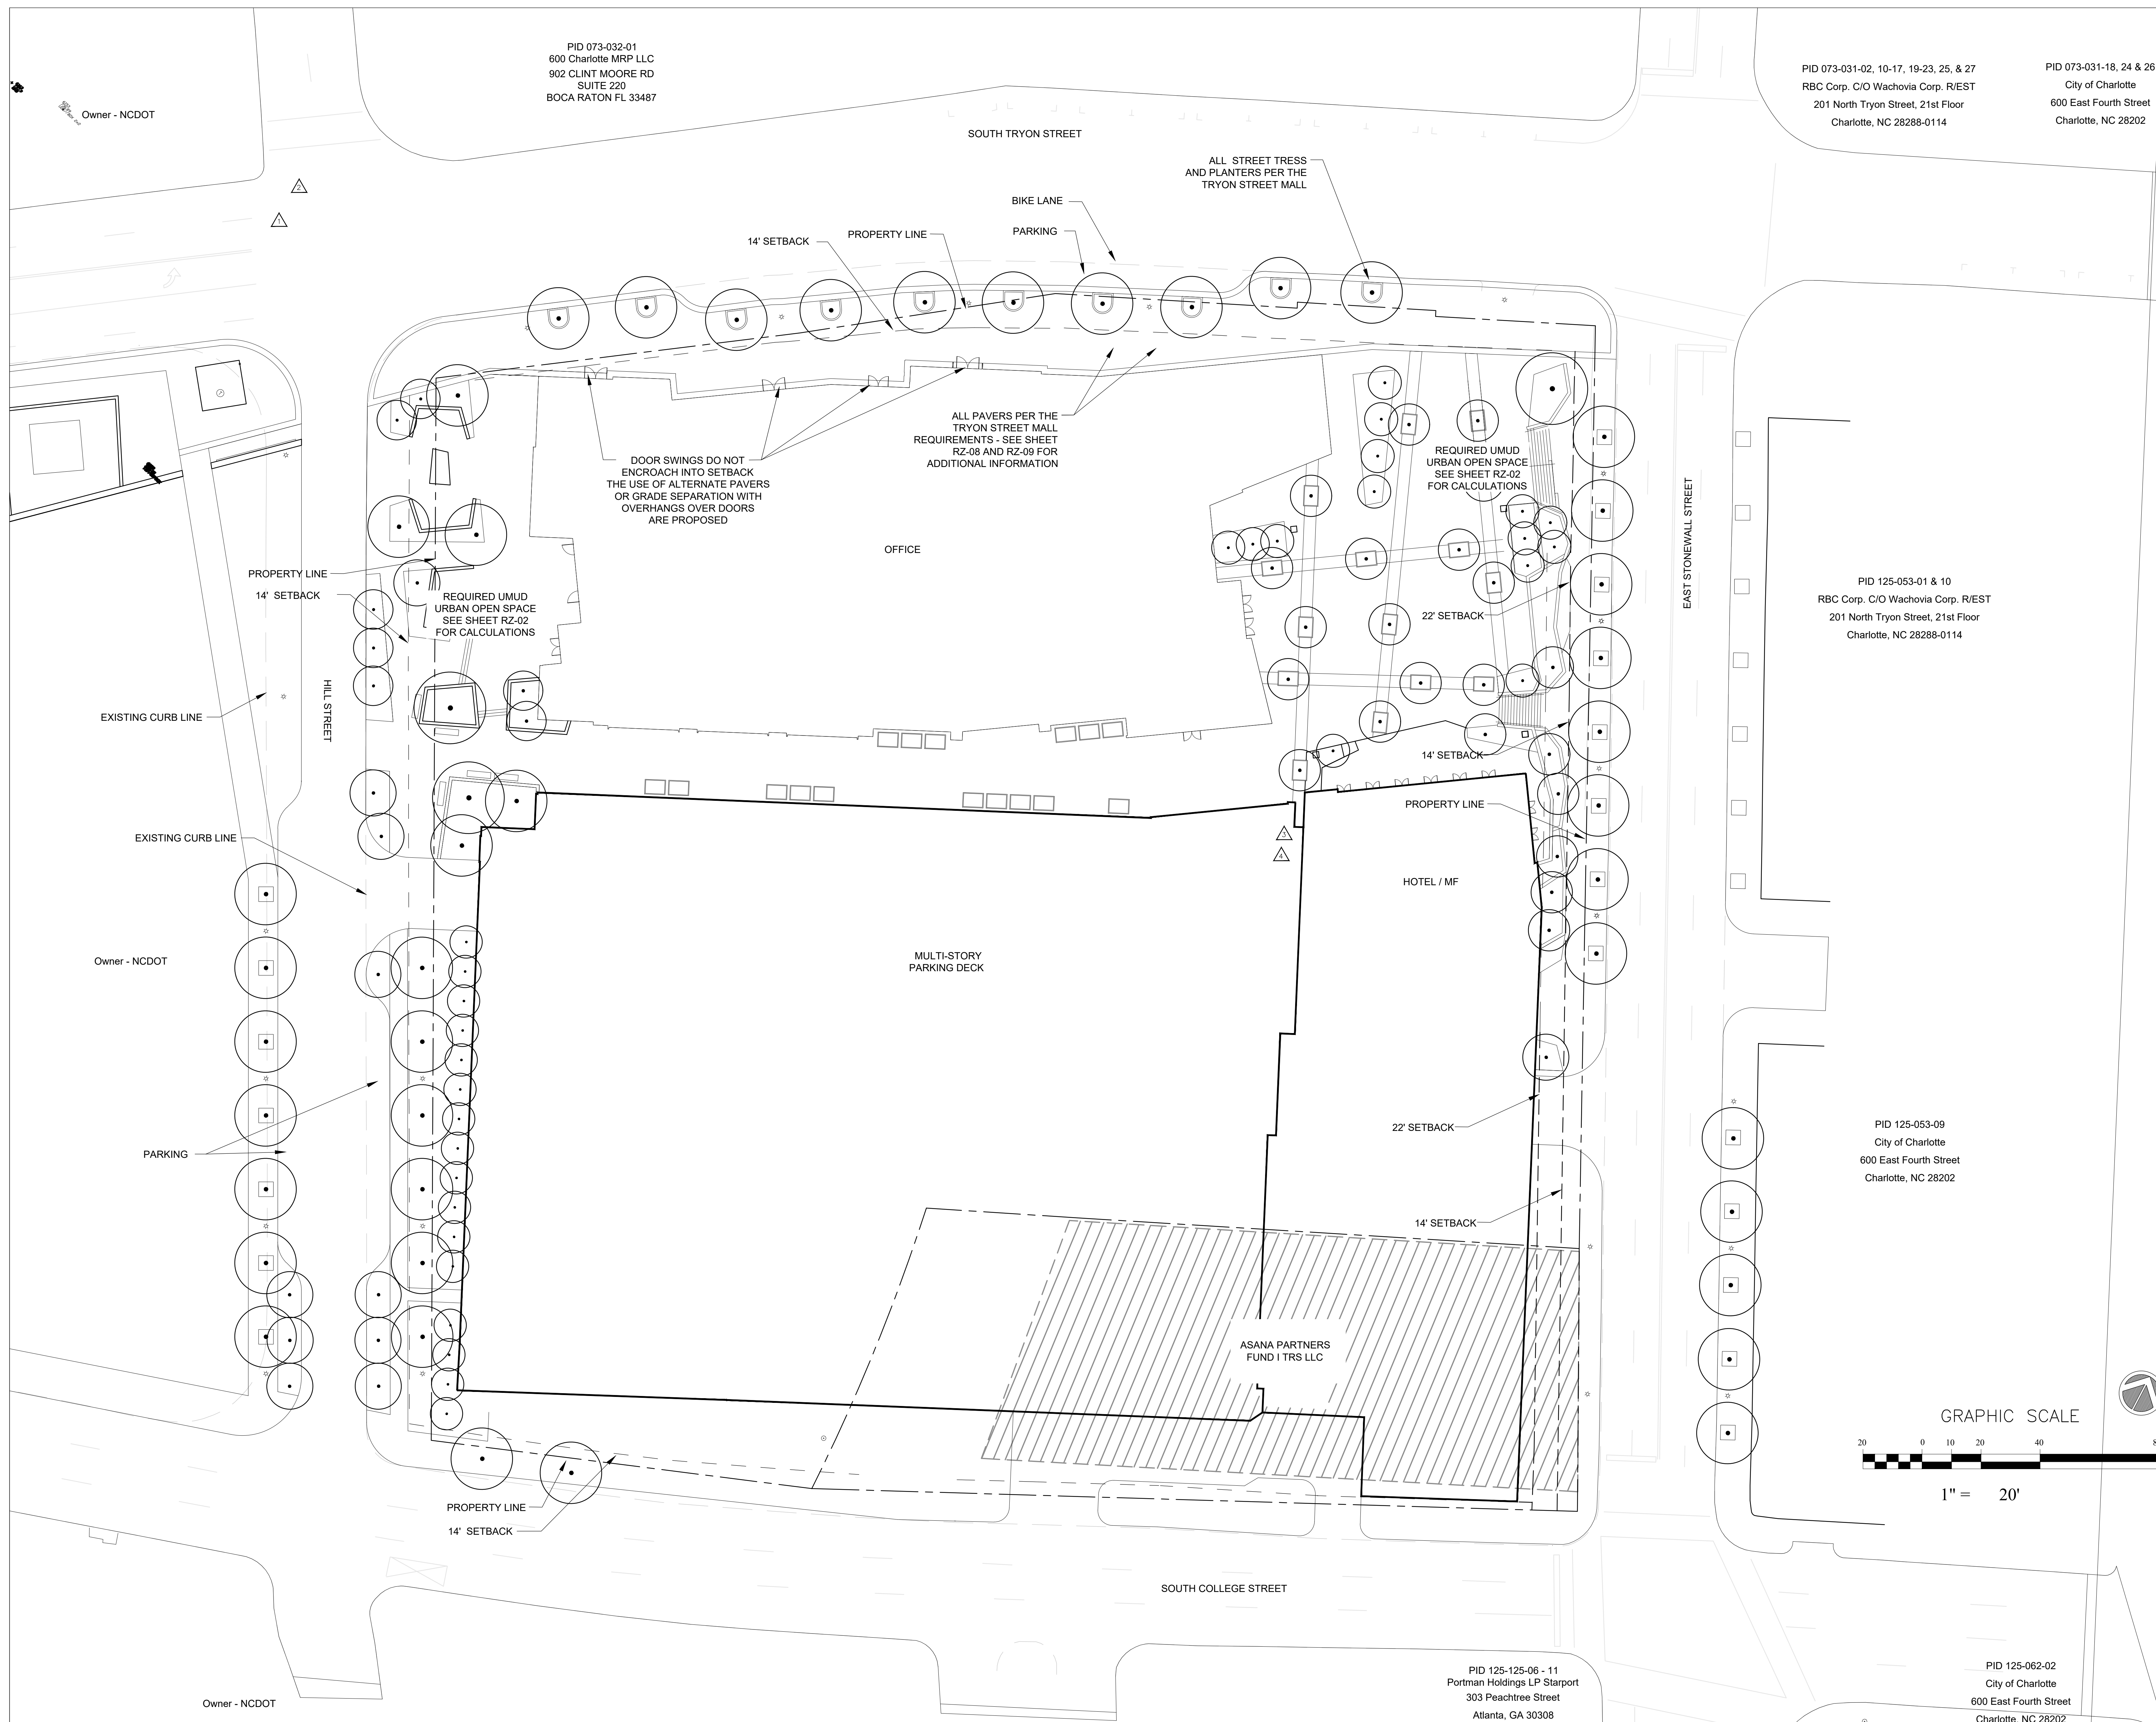 PID 073-032-01
600 Charlotte MRP LLC
902 CLINT MOORE RD
SUITE 220
BOCA RATON FL 33487
PID 073-031-02, 10-17, 19-23, 25, & 27
RBC Corp. C/O Wachovia Corp. R/EST
201 North Tryon Street, 21st Floor
Charlotte, NC 28288-0114
PID 073-031-18, 24 & 26
City of Charlotte
600 East Fourth Street
Charlotte, NC 28202
Owner - NCDOT
SOUTH TRYON STREET
ALL STREET TRESS
AND PLANTERS PER THE
TRYON STREET MALL
2
1
BIKE LANE
PARKING
PROPERTY LINE
14' SETBACK
ALL PAVERS PER THE
TRYON STREET MALL
REQUIREMENTS - SEE SHEET
RZ-08 AND RZ-09 FOR
ADDITIONAL INFORMATION
DOOR SWINGS DO NOT
ENCROACH INTO SETBACK
THE USE OF ALTERNATE PAVERS
OR GRADE SEPARATION WITH
OVERHANGS OVER DOORS
ARE PROPOSED
REQUIRED UMUD
URBAN OPEN SPACE
SEE SHEET RZ-02
FOR CALCULATIONS
OFFICE
EAST STONEWALL STREET
PROPERTY LINE
14' SETBACK
REQUIRED UMUD
URBAN OPEN SPACE
SEE SHEET RZ-02
FOR CALCULATIONS
22' SETBACK
PID 125-053-01 & 10
RBC Corp. C/O Wachovia Corp. R/EST
201 North Tryon Street, 21st Floor
Charlotte, NC 28288-0114
HILL STREET
EXISTING CURB LINE
14' SETBACK
PROPERTY LINE
EXISTING CURB LINE
3
4
HOTEL / MF
Owner - NCDOT
MULTI-STORY
PARKING DECK
PARKING
22' SETBACK
PID 125-053-09
City of Charlotte
600 East Fourth Street
Charlotte, NC 28202
14' SETBACK
ASANA PARTNERS
FUND I TRS LLC
GRAPHIC SCALE
20 0 10 20 40
1" = 20'
PROPERTY LINE
14' SETBACK
SOUTH COLLEGE STREET
Owner - NCDOT
PID 125-125-06 - 11
Portman Holdings LP Starport
303 Peachtree Street
Atlanta, GA 30308
PID 125-062-02
City of Charlotte
600 East Fourth Street
Charlotte, NC 28202